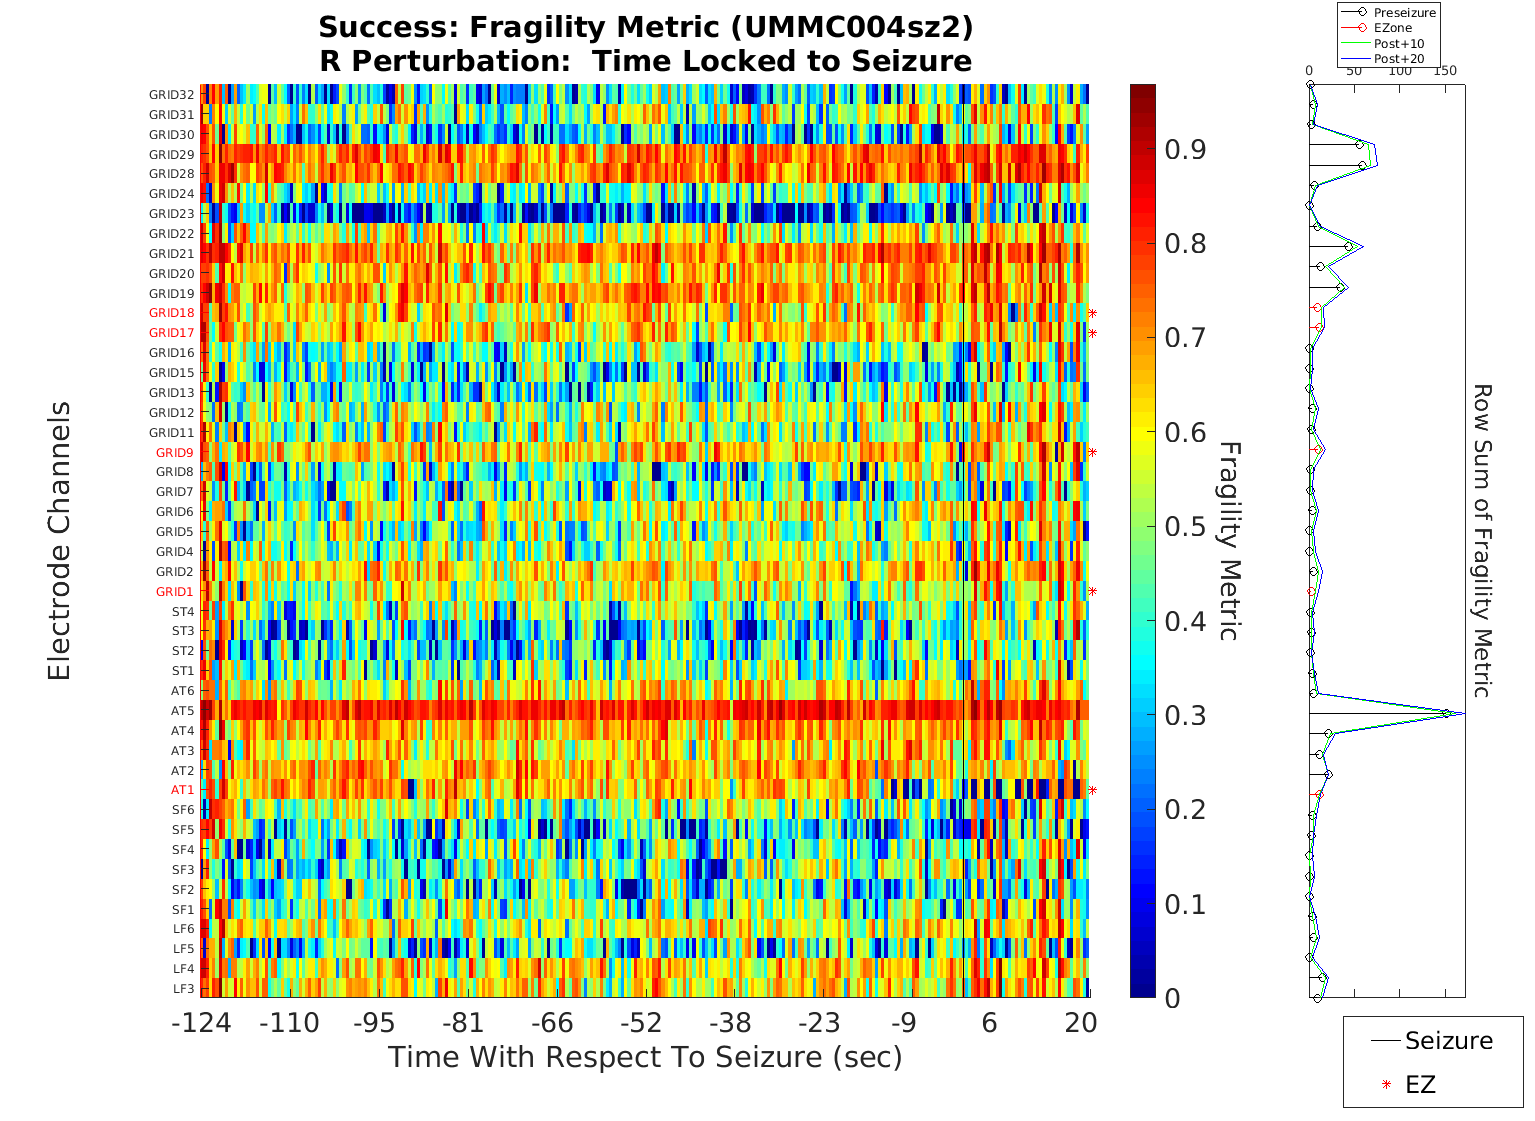 Success: Fragility Metric (UMMC004sz2)
R Perturbation:  Time Locked to Seizure
Electrode Channels
GRID32
GRID31
GRID30
GRID29
GRID28
GRID24
GRID23
GRID22
GRID21
GRID20
GRID19
GRID18
GRID17
GRID16
GRID15
GRID13
GRID12
GRID11
GRID9
GRID8
GRID7
GRID6
GRID5
GRID4
GRID2
GRID1
ST4
ST3
ST2
ST1
AT6
AT5
AT4
AT3
AT2
AT1
SF6
SF5
SF4
SF3
SF2
SF1
LF6
LF5
LF4
LF3
-124 -110 -95 -81 -66 -52 -38 -23 -9 6 20
Time With Respect To Seizure (sec)
0.9
0.8
0.7
0.6
0.5
0.4
0.3
0.2
0.1
0
Fragility Metric
Preseizure
EZone
Post+10
Post+20
0 50 100 150
Row Sum of Fragility Metric
Seizure
EZ